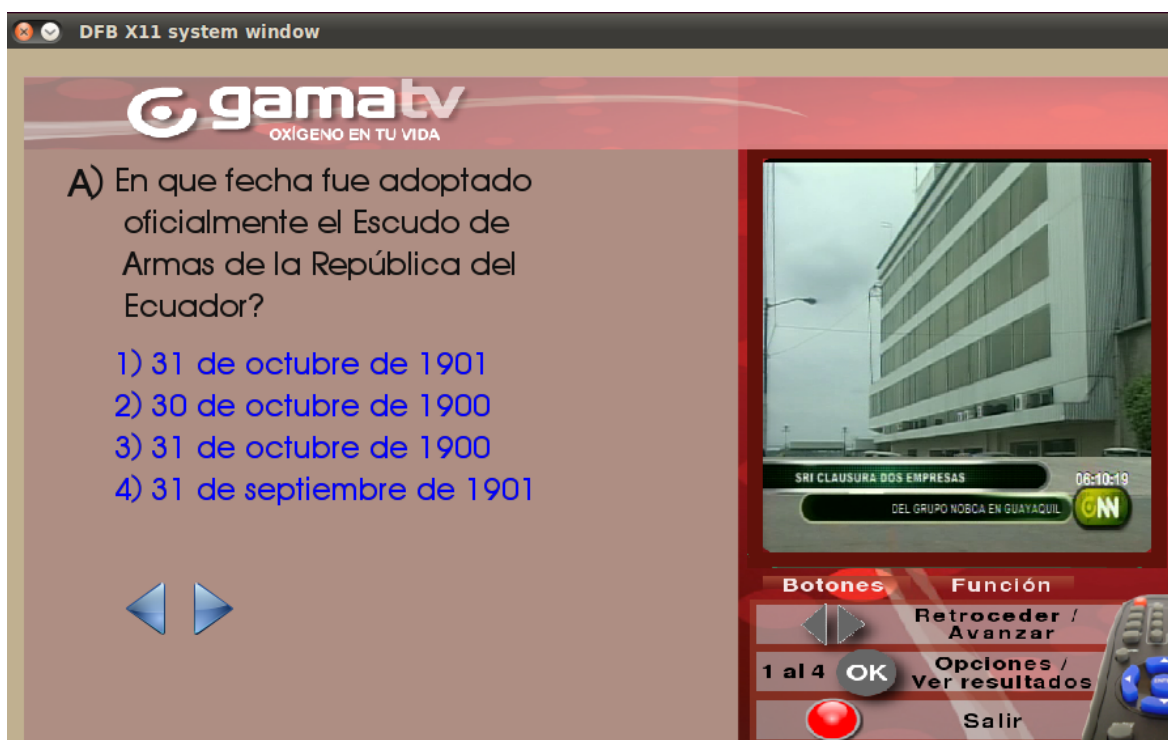 DFB X11 system window
gamatv
OXÍGENO EN TU VIDA
A) En que fecha fue adoptado
oficialmente el Escudo de
Armas de la República del
Ecuador?
1) 31 de octubre de 1901
2) 30 de octubre de 1900
3) 31 de octubre de 1900
4) 31 de septiembre de 1901
SRI CLAUSURA DOS EMPRESAS
06:10:19
DEL GRUPO NOBOA EN GUAYAQUIL
GNN
Botones Función
Retroceder /
Avanzar
1 al 4 OK Opciones /
Ver resultados
Salir